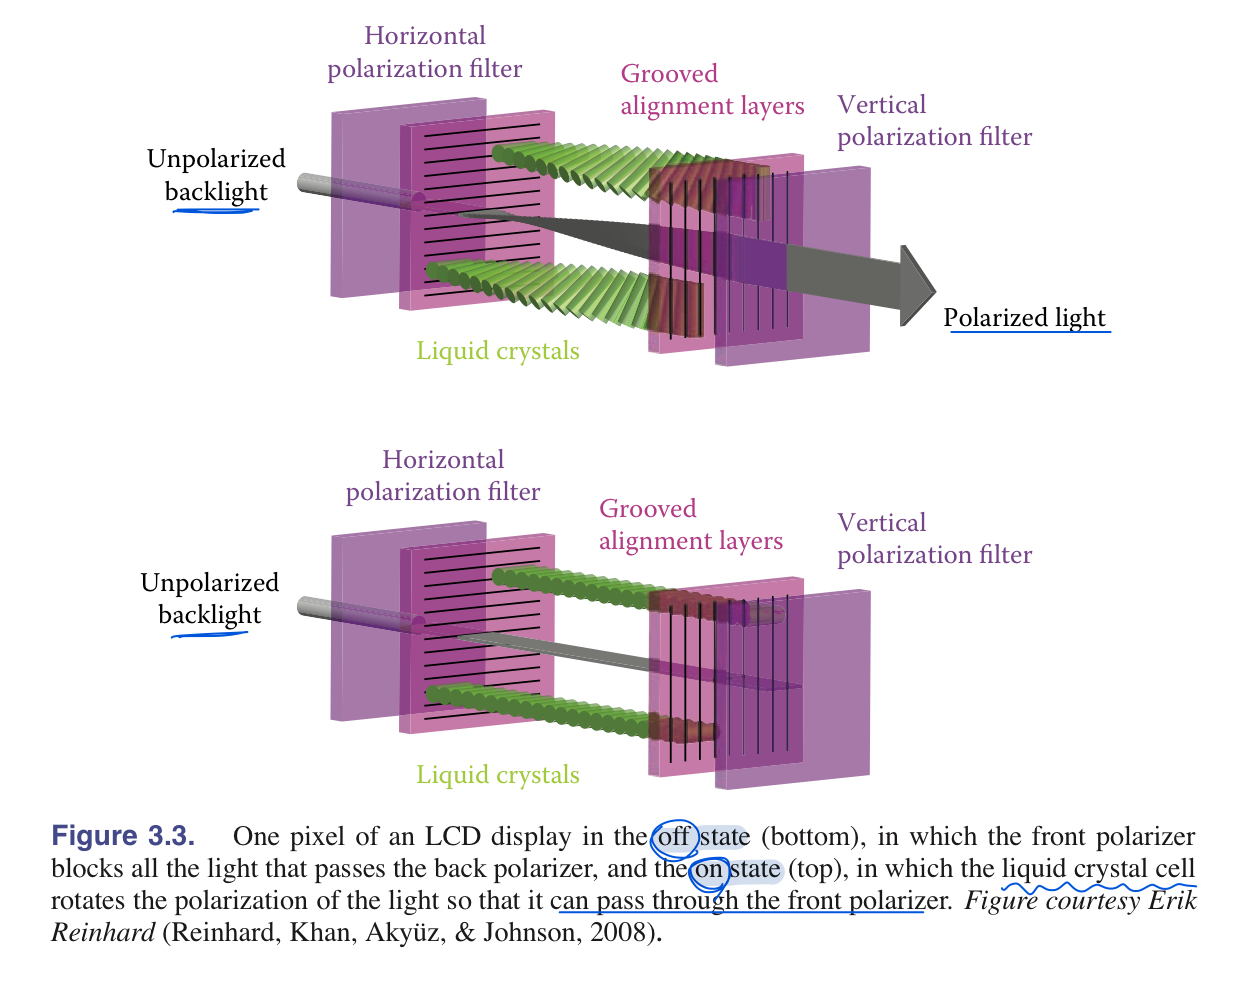 Horizontal
polarization filter
Grooved
alignment layers
Vertical
polarization filter
Unpolarized
backlight
Polarized light
Liquid crystals
Horizontal
polarization filter
Grooved
alignment layers
Vertical
polarization filter
Unpolarized
backlight
Liquid crystals
Figure 3.3. One pixel of an LCD display in the off state (bottom), in which the front polarizer
blocks all the light that passes the back polarizer, and the on state (top), in which the liquid crystal cell
rotates the polarization of the light so that it can pass through the front polarizer. Figure courtesy Erik
Reinhard (Reinhard, Khan, Akyüz, & Johnson, 2008).